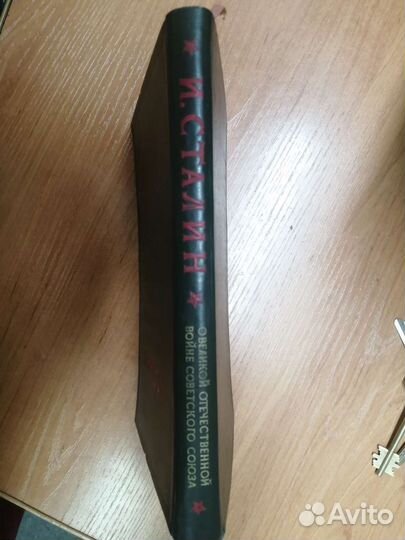 И. СТАЛИН
О ВЕЛИКОЙ ОТЕЧЕСТВЕННОЙ
ВОЙНЕ СОВЕТСКОГО СОЮЗА
Avito